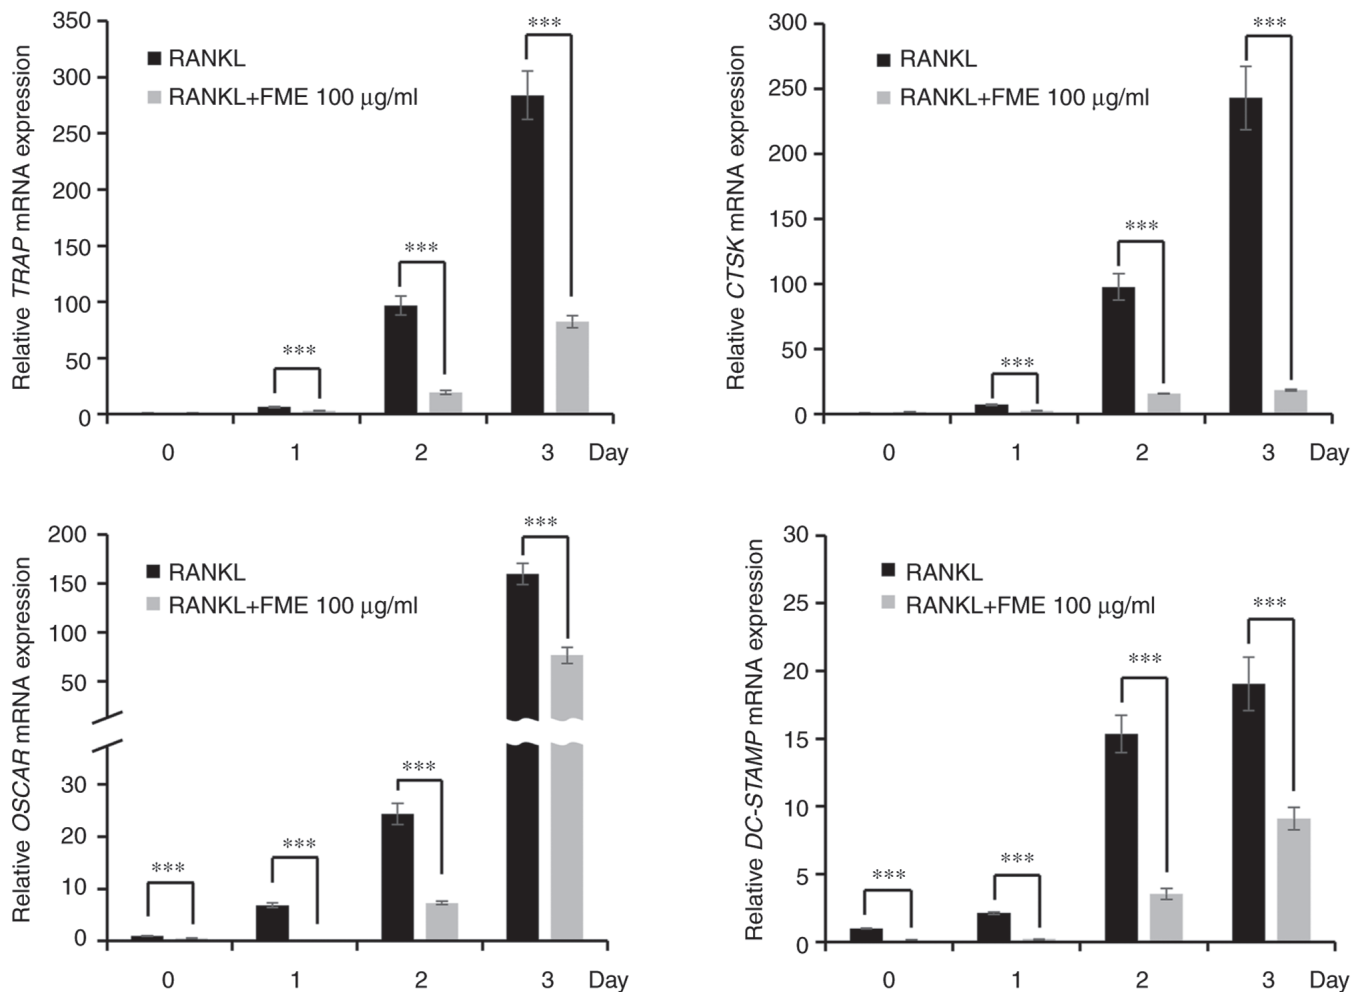 350
300
250
200
150
100
50
0
Relative TRAP mRNA expression
RANKL
RANKL+FME 100 μg/ml
***
***
***
0 1 2 3 Day
300
250
200
150
100
50
0
Relative CTSK mRNA expression
RANKL
RANKL+FME 100 μg/ml
***
***
***
0 1 2 3 Day
200
150
100
50
30
20
10
0
Relative OSCAR mRNA expression
RANKL
RANKL+FME 100 μg/ml
***
***
***
***
0 1 2 3 Day
30
25
20
15
10
5
0
Relative DC-STAMP mRNA expression
RANKL
RANKL+FME 100 μg/ml
***
***
***
***
0 1 2 3 Day